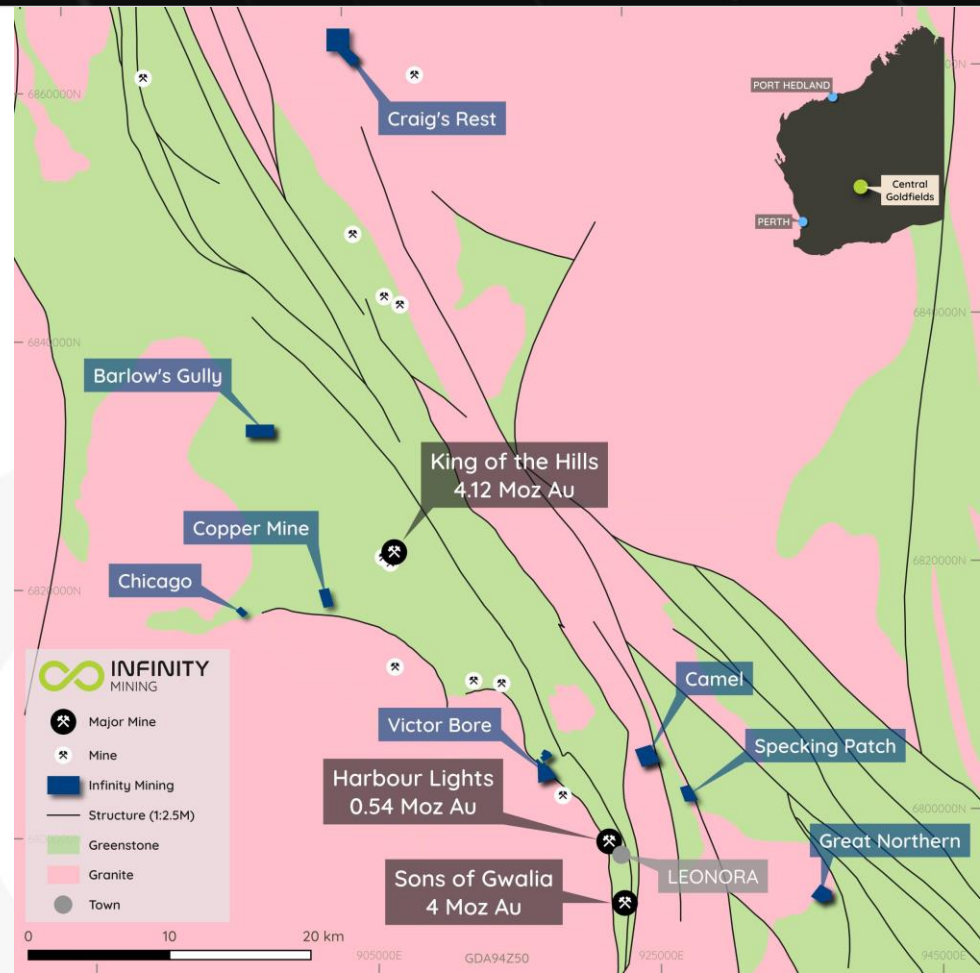 Craig's Rest
6860000N
PORT HEDLAND
Central
Goldfields
PERTH
6840000N
6840000N
Barlow's Gully
King of the Hills
4.12 Moz Au
Copper Mine
Chicago
6820000N
6820000N
INFINITY
MINING
Major Mine
Mine
Infinity Mining
Structure (1:2.5M)
Greenstone
Granite
Town
Camel
Victor Bore
Specking Patch
Harbour Lights
0.54 Moz Au
6800000N
Great Northern
LEONORA
Sons of Gwalia
4 Moz Au
0
10
20 km
905000E
GDA94Z50
925000E
945000E